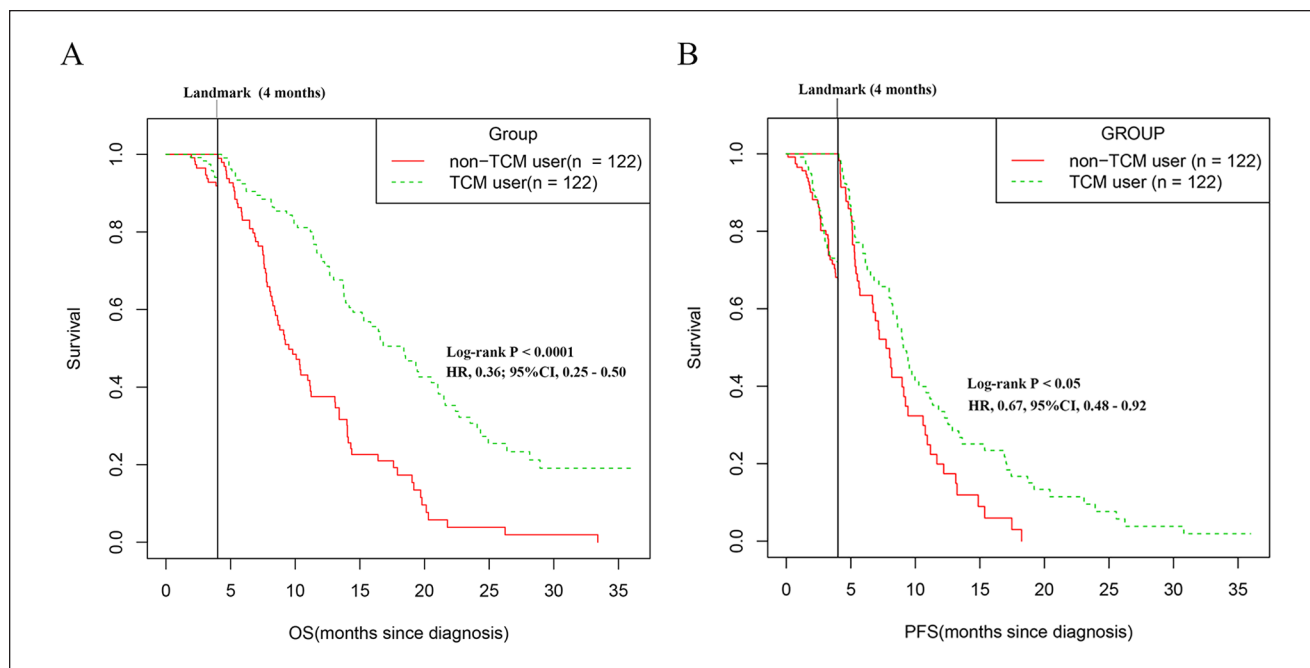 A
Landmark (4 months)
Group
non−TCM user(n = 122)
TCM user(n = 122)
Survival
1.0
0.8
0.6
0.4
0.2
0.0
Log-rank P < 0.0001
HR, 0.36; 95%CI, 0.25 - 0.50
0 5 10 15 20 25 30 35
OS(months since diagnosis)
B
Landmark (4 months)
GROUP
non−TCM user(n = 122)
TCM user(n = 122)
Survival
1.0
0.8
0.6
0.4
0.2
0.0
Log-rank P < 0.05
HR, 0.67, 95%CI, 0.48 - 0.92
0 5 10 15 20 25 30 35
PFS(months since diagnosis)